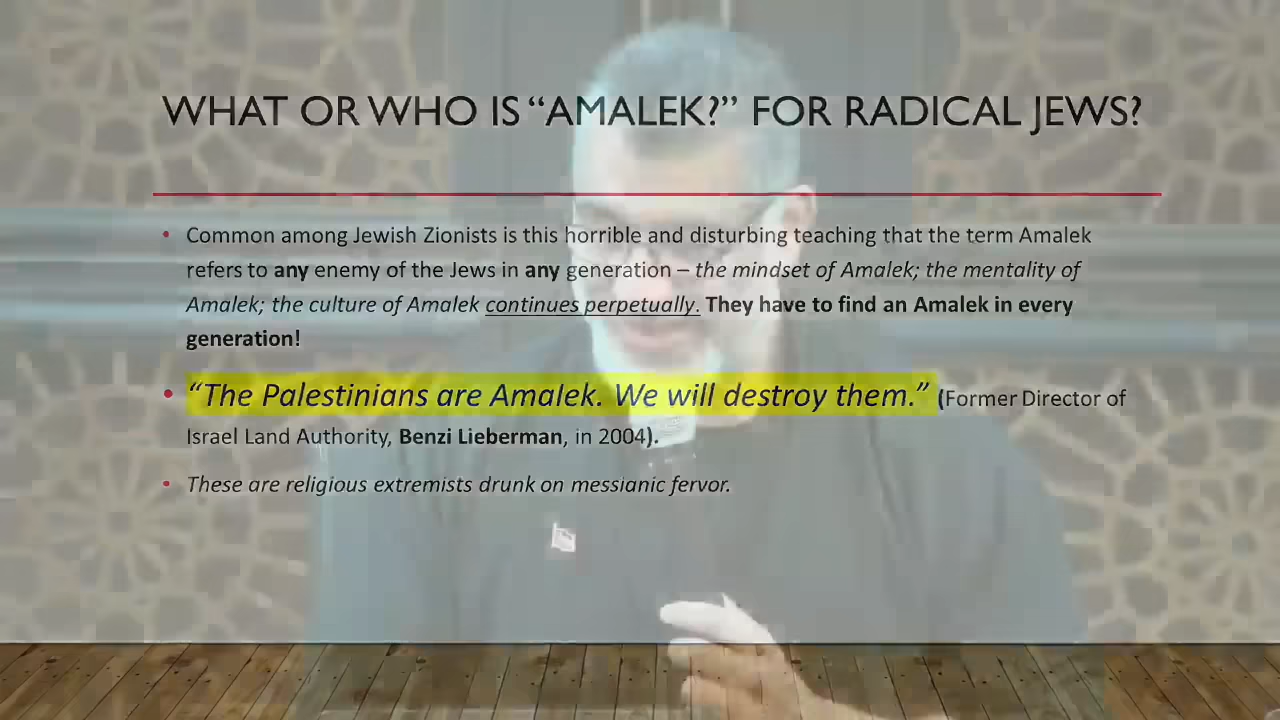 WHAT OR WHO IS “AMALEK?” FOR RADICAL JEWS?
• Common among Jewish Zionists is this horrible and disturbing teaching that the term Amalek
refers to any enemy of the Jews in any generation – the mindset of Amalek; the mentality of
Amalek; the culture of Amalek continues perpetually. They have to find an Amalek in every
generation!
• “The Palestinians are Amalek. We will destroy them.” (Former Director of
Israel Land Authority, Benzi Lieberman, in 2004).
• These are religious extremists drunk on messianic fervor.